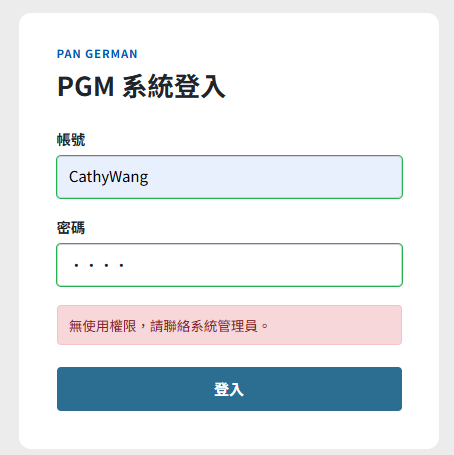 PAN GERMAN
PGM 系統登入
帳號
CathyWang
密碼
••••
無使用權限，請聯絡系統管理員。
登入